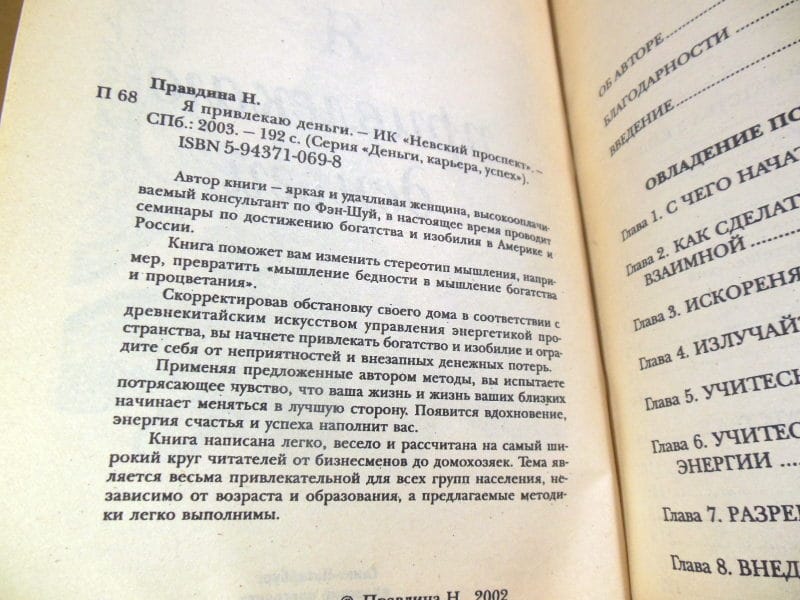 Правдина Н.
П 68
Я привлекаю деньги. – ИК «Невский проспект». –
СПб.: 2003. – 192 с. (Серия «Деньги, карьера, успех»).
ISBN 5-94371-069-8
Автор книги – яркая и удачливая женщина, высокооплачи-
ваемый консультант по Фэн-Шуй, в настоящее время проводит
семинары по достижению богатства и изобилия в Америке и
России.
Книга поможет вам изменить стереотип мышления, напри-
мер, превратить «мышление бедности в мышление богатства
и процветания».
Скорректировав обстановку своего дома в соответствии с
древнекитайским искусством управления энергетикой про-
странства, вы начнете привлекать богатство и изобилие и огра-
дите себя от неприятностей и внезапных денежных потерь.
Применяя предложенные автором методы, вы испытаете
потрясающее чувство, что ваша жизнь и жизнь ваших близких
начинает меняться в лучшую сторону. Появится вдохновение,
энергия счастья и успеха наполнит вас.
Книга написана легко, весело и рассчитана на самый ши-
рокий круг читателей от бизнесменов до домохозяек. Тема яв-
ляется весьма привлекательной для всех групп населения, не-
зависимо от возраста и образования, а предлагаемые методи-
ки легко выполнимы.
© Правдина Н., 2002
ОБ АВТОРЕ
БЛАГОДАРНОСТИ
ВВЕДЕНИЕ
ОВЛАДЕНИЕ ПО
Глава 1. С ЧЕГО НАЧАТ
Глава 2. КАК СДЕЛАТ
ВЗАИМНОЙ
Глава 3. ИСКОРЕНЯ
Глава 4. ИЗЛУЧАЙ
Глава 5. УЧИТЕСЬ
Глава 6. УЧИТЕС
ЭНЕРГИИ
Глава 7. РАЗРЕ
Глава 8. ВНЕД